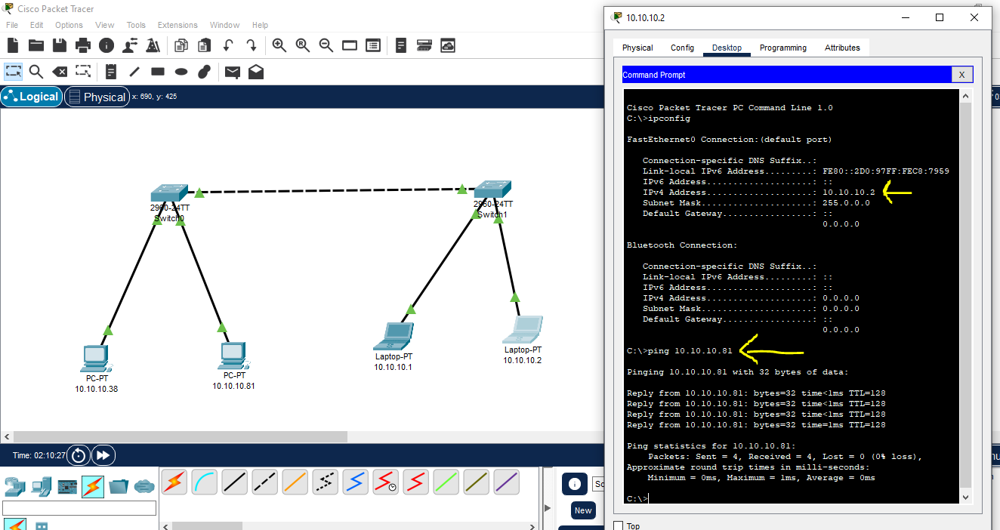 Cisco Packet Tracer
File Edit Options View Tools Extensions Window Help
Logical Physical x: 690, y: 425
2960-24TT
Switch0
2960-24TT
Switch1
PC-PT
10.10.10.38
PC-PT
10.10.10.81
Laptop-PT
10.10.10.1
Laptop-PT
10.10.10.2
Time: 02:10:27
New
10.10.10.2
Physical Config Desktop Programming Attributes
Command Prompt X
Cisco Packet Tracer PC Command Line 1.0
C:\>ipconfig
FastEthernet0 Connection:(default port)
Connection-specific DNS Suffix..:
Link-local IPv6 Address.........: FE80::2D0:97FF:FEC8:7959
IPv6 Address....................: ::
IPv4 Address....................: 10.10.10.2
Subnet Mask.....................: 255.0.0.0
Default Gateway.................: ::
0.0.0.0
Bluetooth Connection:
Connection-specific DNS Suffix..:
Link-local IPv6 Address.........: ::
IPv6 Address....................: ::
IPv4 Address....................: 0.0.0.0
Subnet Mask.....................: 0.0.0.0
Default Gateway.................: ::
0.0.0.0
C:\>ping 10.10.10.81
Pinging 10.10.10.81 with 32 bytes of data:
Reply from 10.10.10.81: bytes=32 time<1ms TTL=128
Reply from 10.10.10.81: bytes=32 time<1ms TTL=128
Reply from 10.10.10.81: bytes=32 time<1ms TTL=128
Reply from 10.10.10.81: bytes=32 time=1ms TTL=128
Ping statistics for 10.10.10.81:
Packets: Sent = 4, Received = 4, Lost = 0 (0% loss),
Approximate round trip times in milli-seconds:
Minimum = 0ms, Maximum = 1ms, Average = 0ms
C:\>
Top